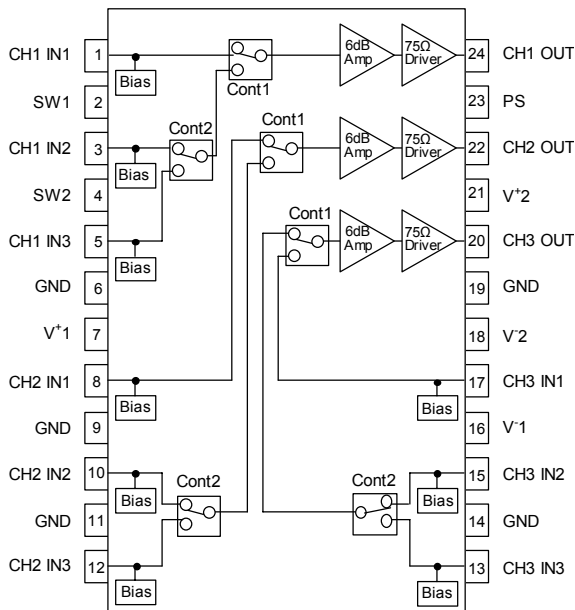 CH1 IN1 1 6dB Amp 75Ω Driver 24 CH1 OUT
Bias Cont1
SW1 2 23 PS
Cont2 Cont1
CH1 IN2 3 6dB Amp 75Ω Driver 22 CH2 OUT
Bias
SW2 4 21 V+2
Cont1
CH1 IN3 5 6dB Amp 75Ω Driver 20 CH3 OUT
Bias
GND 6 19 GND
V+1 7 18 V-2
CH2 IN1 8 17 CH3 IN1
Bias Bias
GND 9 16 V-1
CH2 IN2 10 Cont2 Cont2 15 CH3 IN2
Bias Bias
GND 11 14 GND
CH2 IN3 12 13 CH3 IN3
Bias Bias